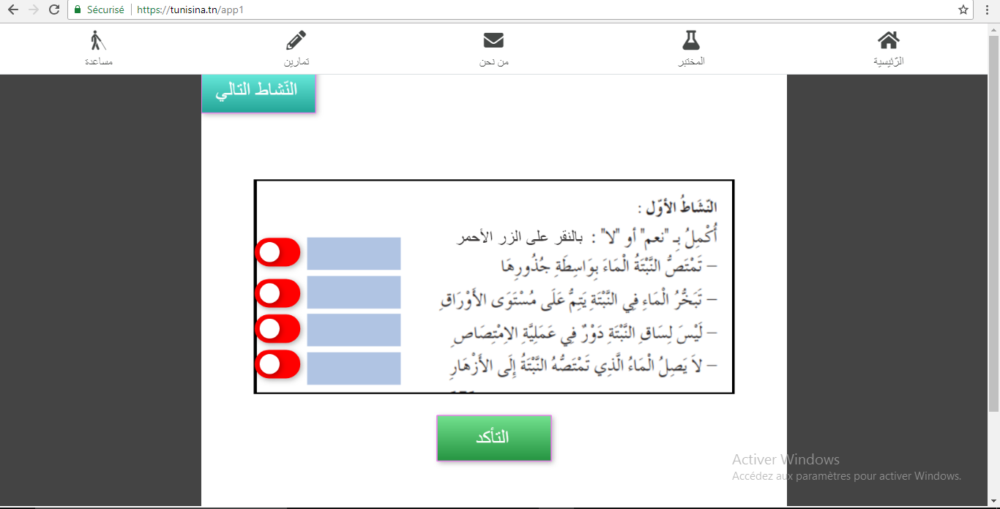 Sécurisé | https://tunisina.tn/app1
الرّئيسية
المختبر
من نحن
تمارين
مساعدة
النّشاط التالي
النّشَاطُ الأوّل :
أُكْمِلُ بِـ "نعم" أو "لا" : بالنقر على الزر الأحمر
– تَمْتَصُّ النَّبْتَةُ الْمَاءَ بِوَاسِطَةِ جُذُورِهَا
– تَبَخُّرُ الْمَاءِ فِي النَّبْتَةِ يَتِمُّ عَلَى مُسْتَوَى الأَوْرَاقِ
– لَيْسَ لِسَاقِ النَّبْتَةِ دَوْرٌ فِي عَمَلِيَّةِ الاِمْتِصَاصِ
– لاَ يَصِلُ الْمَاءُ الَّذِي تَمْتَصُّهُ النَّبْتَةُ إِلَى الأَزْهَارِ
التأكد
Activer Windows
Accédez aux paramètres pour activer Windows.